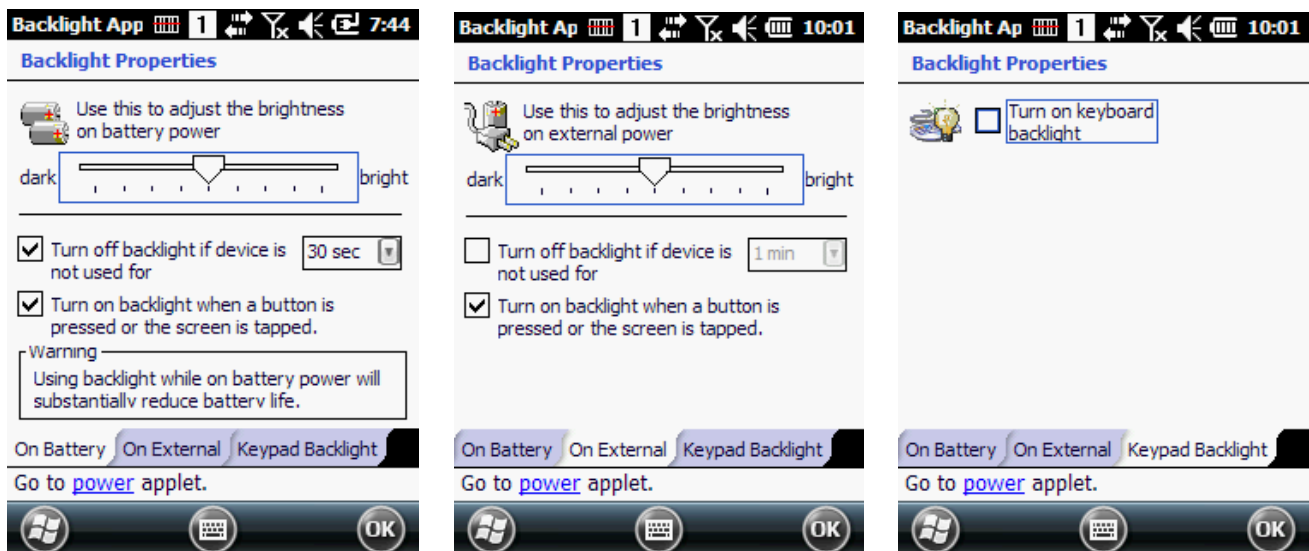 Backlight App 1 7:44
Backlight Properties
Use this to adjust the brightness
on battery power
dark bright
Turn off backlight if device is 30 sec
not used for
Turn on backlight when a button is
pressed or the screen is tapped.
Warning
Using backlight while on battery power will
substantially reduce battery life.
On Battery On External Keypad Backlight
Go to power applet.
OK
Backlight Ap 1 10:01
Backlight Properties
Use this to adjust the brightness
on external power
dark bright
Turn off backlight if device is 1 min
not used for
Turn on backlight when a button is
pressed or the screen is tapped.
On Battery On External Keypad Backlight
Go to power applet.
OK
Backlight Ap 1 10:01
Backlight Properties
Turn on keyboard
backlight
On Battery On External Keypad Backlight
Go to power applet.
OK